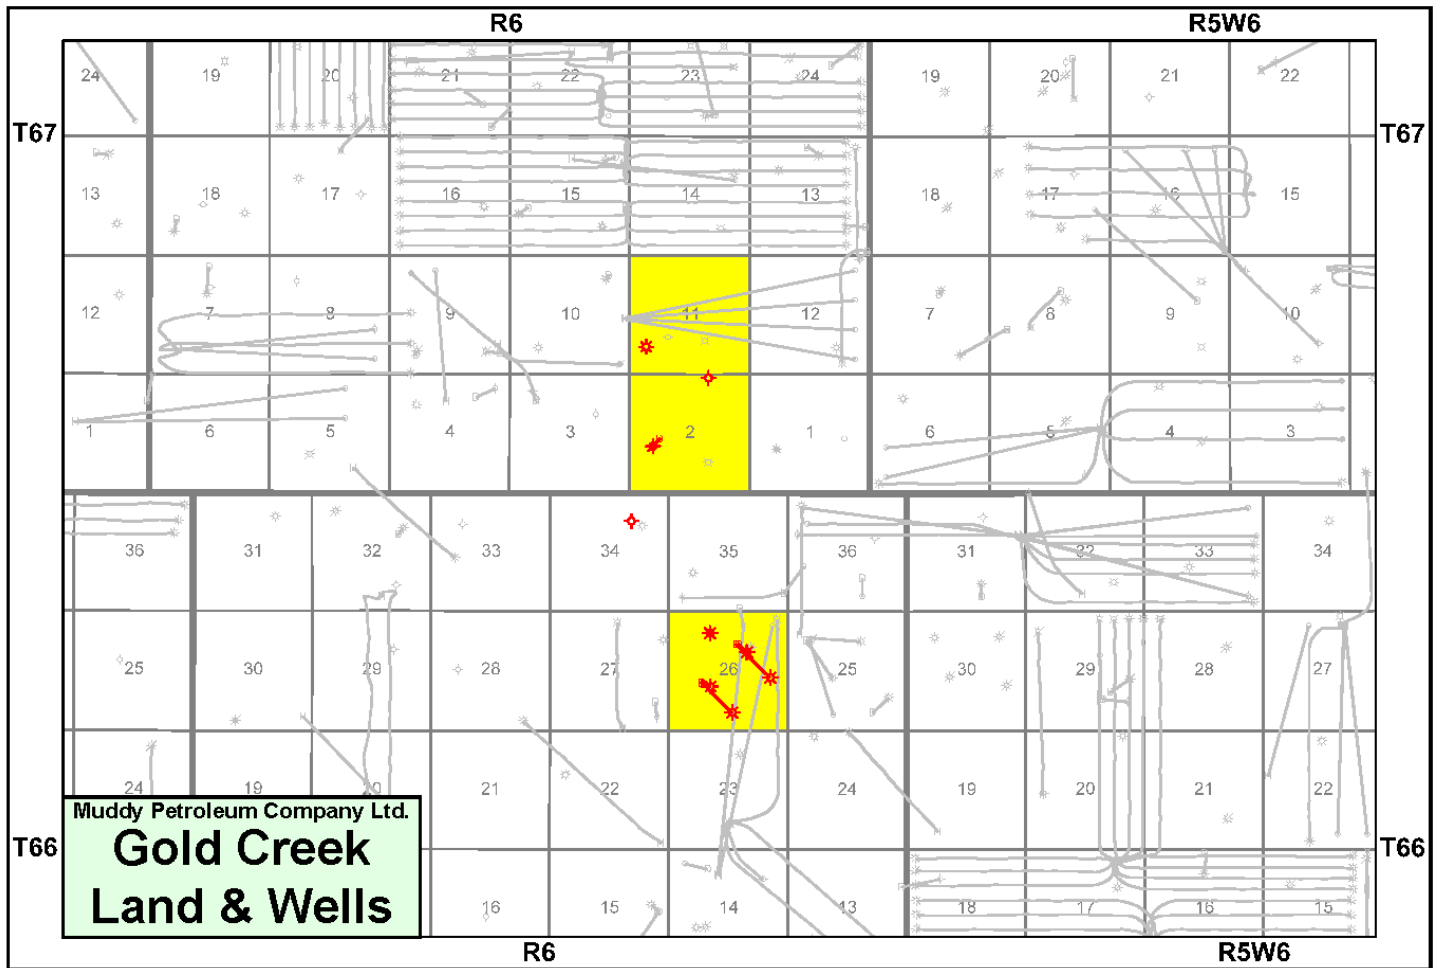 R6 R5W6
24 19 20 21 22 23 24 19 20 21 22
T67 T67
13 18 17 16 15 14 13 18 17 16 15
12 7 8 9 10 11 12 7 8 9 10
1 6 5 4 3 2 1 6 5 4 3
36 31 32 33 34 35 36 31 32 33 34
25 30 29 28 27 26 25 30 29 28 27
24 19 20 21 22 23 24 19 20 21 22
Muddy Petroleum Company Ltd.
Gold Creek
T66 T66
Land & Wells
16 15 14 13 18 17 16 15
R6 R5W6